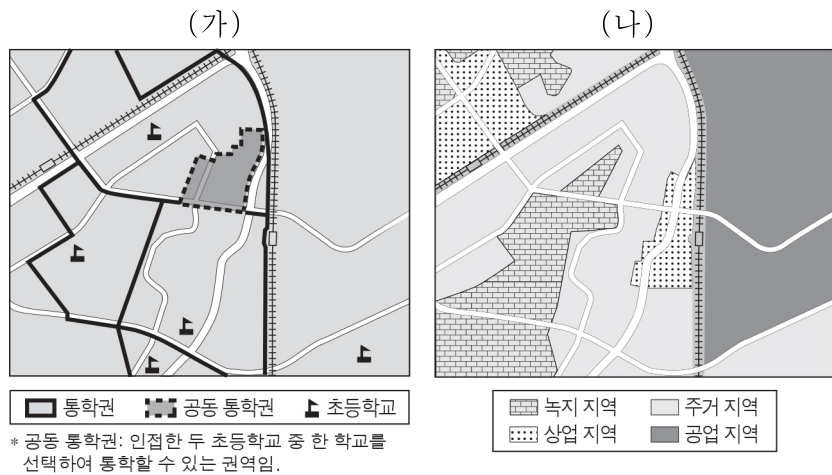 (가)
(나)
통학권 공동 통학권 초등학교
* 공동 통학권: 인접한 두 초등학교 중 한 학교를
선택하여 통학할 수 있는 권역임.
녹지 지역 주거 지역
상업 지역 공업 지역